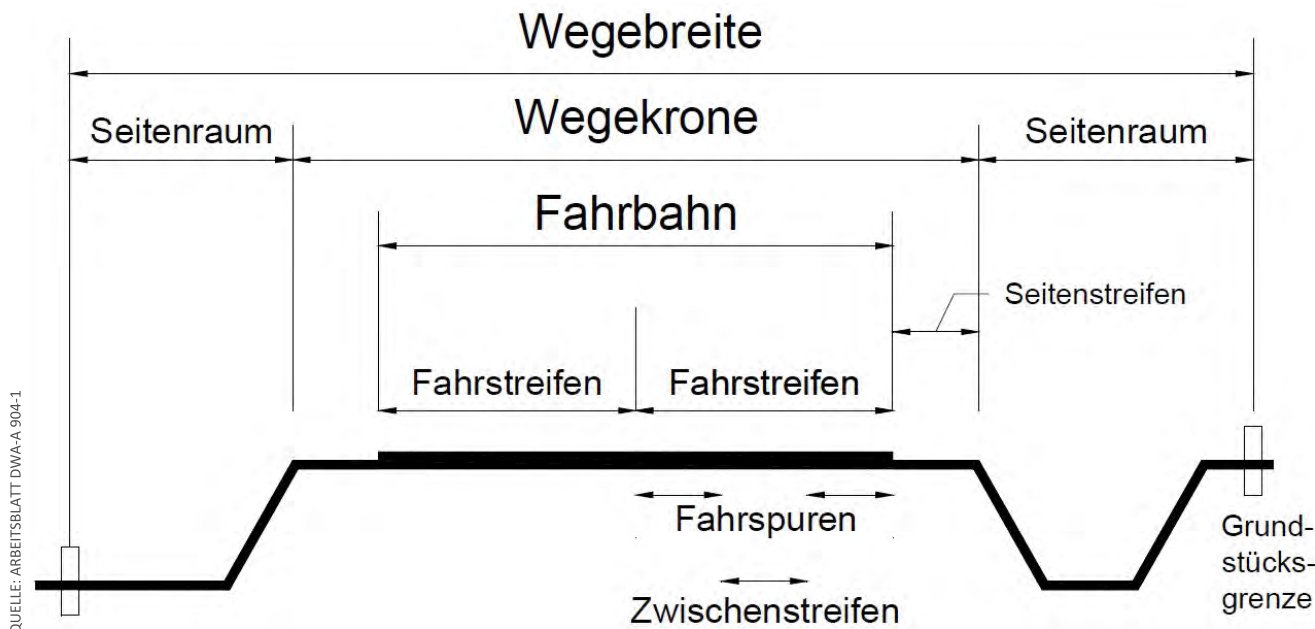 Wegebreite
Seitenraum
Wegekrone
Seitenraum
Fahrbahn
Seitenstreifen
Fahrstreifen
Fahrstreifen
Fahrspuren
Zwischenstreifen
Grund-
stücks-
grenze
QUELLE: ARBEITSBLATT DWA-A 904-1